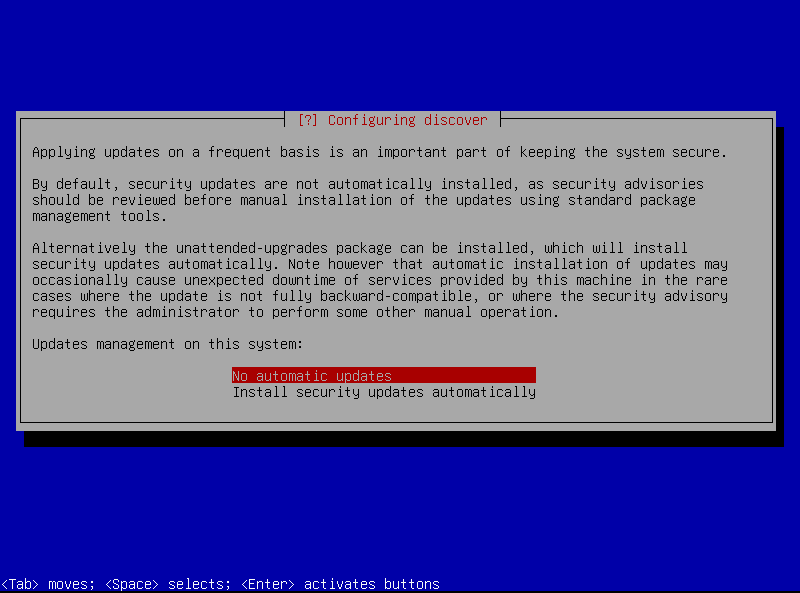 [?] Configuring discover
Applying updates on a frequent basis is an important part of keeping the system secure.
By default, security updates are not automatically installed, as security advisories
should be reviewed before manual installation of the updates using standard package
management tools.
Alternatively the unattended-upgrades package can be installed, which will install
security updates automatically. Note however that automatic installation of updates may
occasionally cause unexpected downtime of services provided by this machine in the rare
cases where the update is not fully backward-compatible, or where the security advisory
requires the administrator to perform some other manual operation.
Updates management on this system:
No automatic updates
Install security updates automatically
<Tab> moves; <Space> selects; <Enter> activates buttons